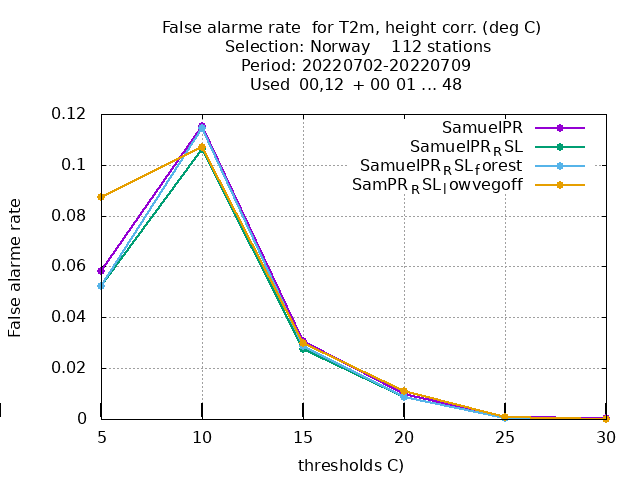 False alarme rate  for T2m, height corr. (deg C)
Selection: Norway    112 stations
Period: 20220702-20220709
Used  00,12  + 00 01 ... 48
SamuelPR
SamuelPR_RSL
SamuelPR_RSL_forest
SamPR_RSL_lowvegoff
False alarme rate
0.12
0.1
0.08
0.06
0.04
0.02
0
5 10 15 20 25 30
thresholds C)